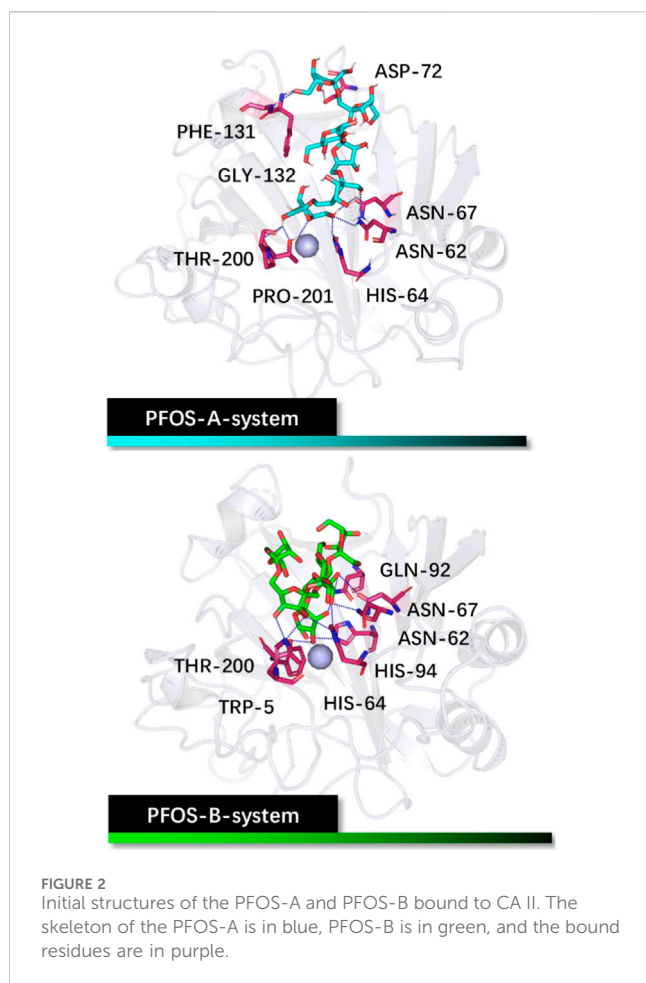 ASP-72
PHE-131
GLY-132
ASN-67
ASN-62
THR-200
PRO-201
HIS-64
PFOS-A-system
GLN-92
ASN-67
ASN-62
THR-200
HIS-94
TRP-5
HIS-64
PFOS-B-system
FIGURE 2
Initial structures of the PFOS-A and PFOS-B bound to CA II. The
skeleton of the PFOS-A is in blue, PFOS-B is in green, and the bound
residues are in purple.